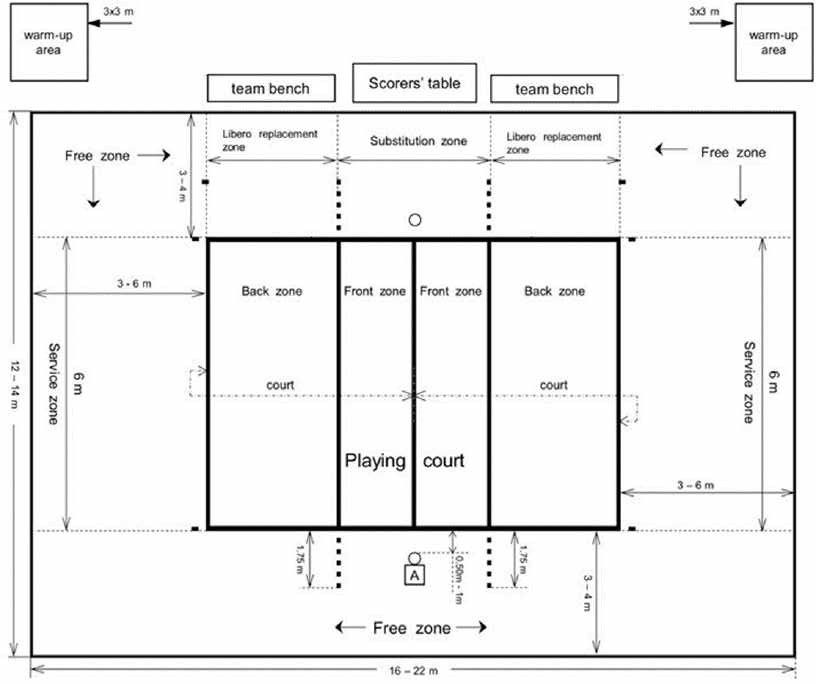 3x3 m
3x3 m
warm-up
area
warm-up
area
team bench
Scorers' table
team bench
Libero replacement
zone
Substitution zone
Libero replacement
zone
Free zone
Free zone
3 – 4 m
3 - 6 m
Back zone
Front zone
Front zone
Back zone
Service zone
6 m
12 – 14 m
court
court
Service zone
6 m
Playing court
3 – 6 m
1.75 m
A
0.50m - 1m
1.75 m
3 – 4 m
Free zone
16 – 22 m